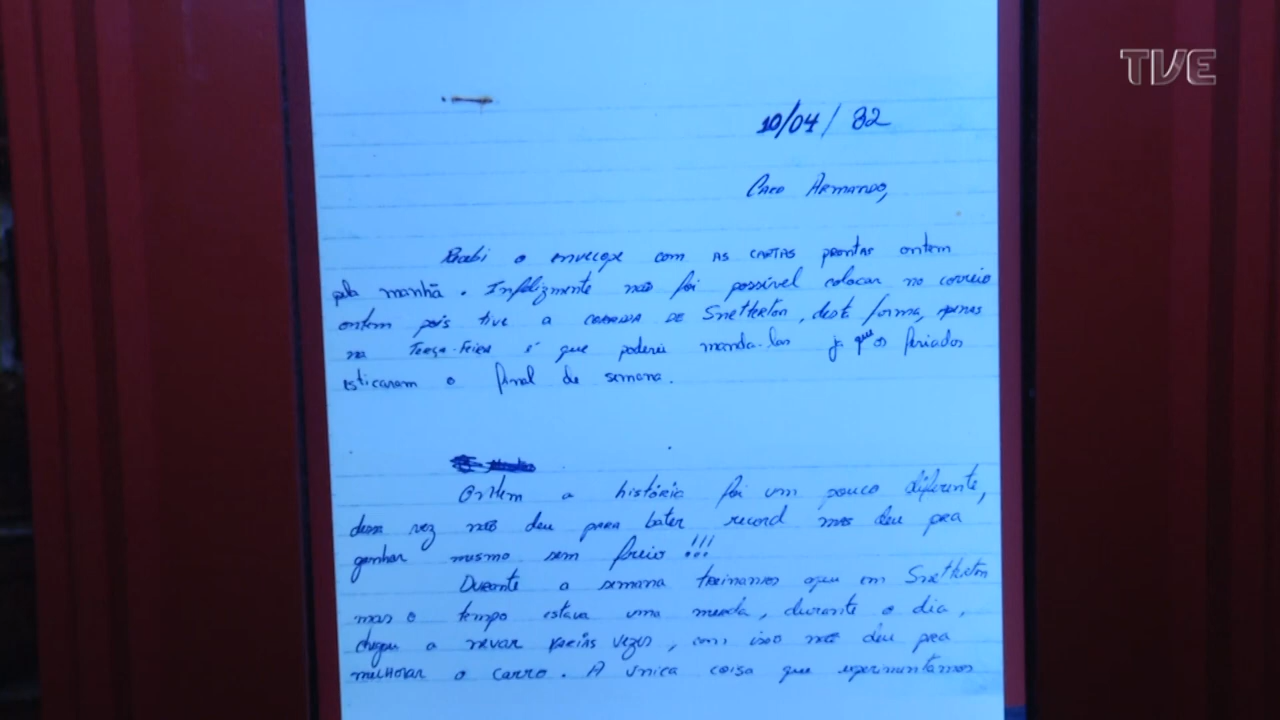 TVE
10/04/82
Caro Armando,
Recebi o envelope com as cartas prontas ontem
pela manhã. Infelizmente não foi possível colocar no correio
ontem pois tive a corrida de Snetterton, desta forma, apenas
na Terça-Feira é que poderei manda-las ja que os feriados
esticaram o final de semana.
Ontem a história foi um pouco diferente,
dessa vez não deu para bater record mas deu pra
ganhar mesmo sem freio !!!
Durante a semana treinamos aqui em Snetterton
mas o tempo estava uma merda, durante o dia,
chegou a nevar varias vezes, com isso não deu pra
melhorar o carro. A única coisa que experimentamos